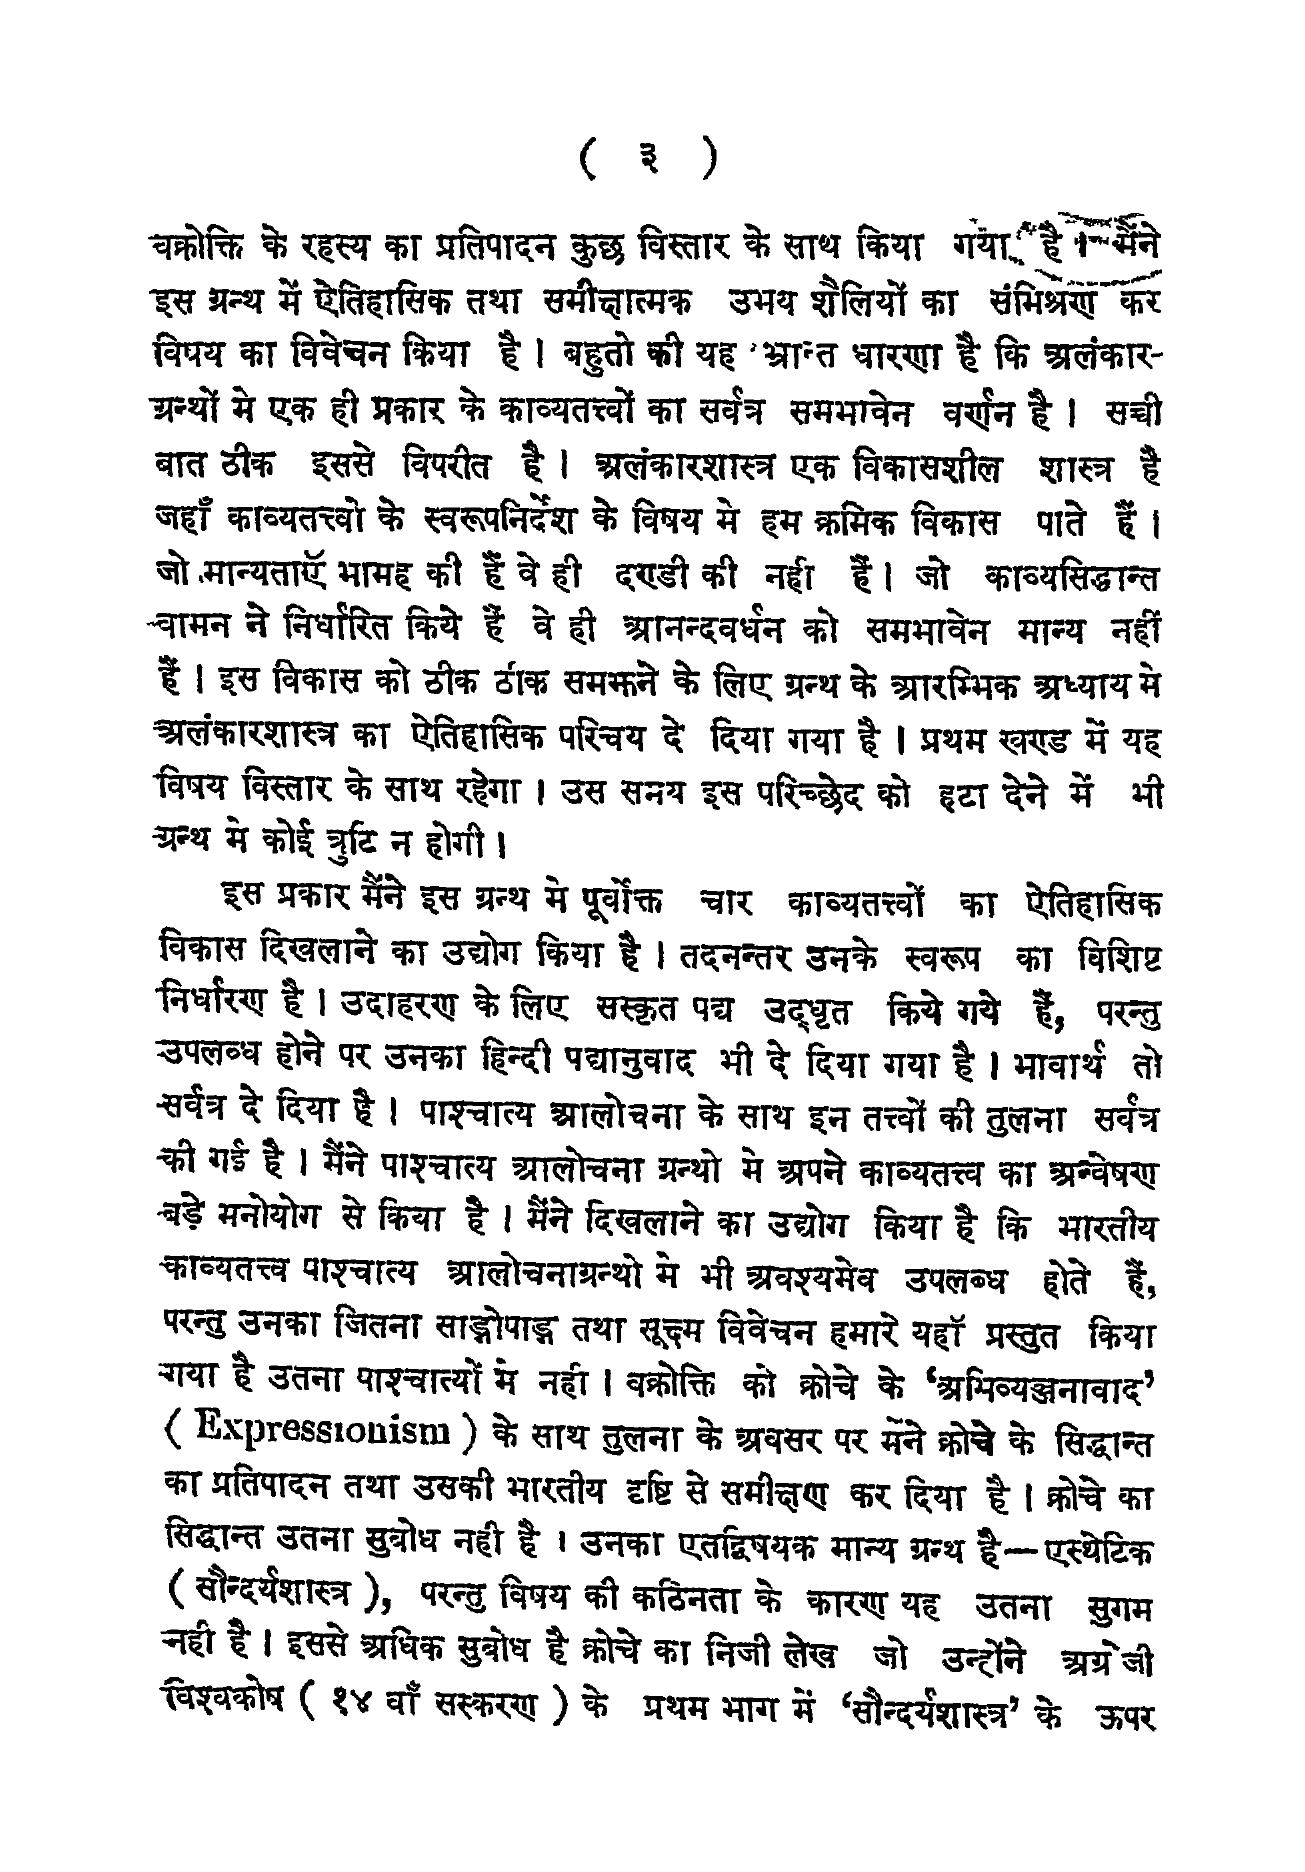 ( ३ )
वक्रोक्ति के रहस्य का प्रतिपादन कुछ विस्तार के साथ किया गया है। मैंने
इस ग्रन्थ में ऐतिहासिक तथा समीक्षात्मक उभय शैलियों का संमिश्रण कर
विषय का विवेचन किया है। बहुतो की यह भ्रान्त धारणा है कि अलंकार-
ग्रन्थों मे एक ही प्रकार के काव्यतत्त्वों का सर्वत्र समभावेन वर्णन है। सच्ची
बात ठीक इससे विपरीत है। अलंकारशास्त्र एक विकासशील शास्त्र है
जहाँ काव्यतत्त्वो के स्वरूपनिर्देश के विषय मे हम क्रमिक विकास पाते हैं।
जो मान्यताएँ भामह की हैं वे ही दण्डी की नहीं हैं। जो काव्यसिद्धान्त
वामन ने निर्धारित किये हैं वे ही आनन्दवर्धन को समभावेन मान्य नहीं
हैं। इस विकास को ठीक ठीक समझने के लिए ग्रन्थ के आरम्भिक अध्याय मे
अलंकारशास्त्र का ऐतिहासिक परिचय दे दिया गया है। प्रथम खण्ड में यह
विषय विस्तार के साथ रहेगा। उस समय इस परिच्छेद को हटा देने में भी
ग्रन्थ मे कोई त्रुटि न होगी।
इस प्रकार मैंने इस ग्रन्थ मे पूर्वोक्त चार काव्यतत्त्वों का ऐतिहासिक
विकास दिखलाने का उद्योग किया है। तदनन्तर उनके स्वरूप का विशिष्ट
निर्धारण है। उदाहरण के लिए सस्कृत पद्य उद्धृत किये गये हैं, परन्तु
उपलब्ध होने पर उनका हिन्दी पद्यानुवाद भी दे दिया गया है। भावार्थ तो
सर्वत्र दे दिया है। पाश्चात्य आलोचना के साथ इन तत्त्वों की तुलना सर्वत्र
की गई है। मैंने पाश्चात्य आलोचना ग्रन्थो मे अपने काव्यतत्त्व का अन्वेषण
बड़े मनोयोग से किया है। मैंने दिखलाने का उद्योग किया है कि भारतीय
काव्यतत्त्व पाश्चात्य आलोचनाग्रन्थो मे भी अवश्यमेव उपलब्ध होते हैं,
परन्तु उनका जितना साङ्गोपाङ्ग तथा सूक्ष्म विवेचन हमारे यहाँ प्रस्तुत किया
गया है उतना पाश्चात्यों मे नहीं। वक्रोक्ति को क्रोचे के ‘अभिव्यञ्जनावाद’
( Expressionism ) के साथ तुलना के अवसर पर मैंने क्रोचे के सिद्धान्त
का प्रतिपादन तथा उसकी भारतीय दृष्टि से समीक्षण कर दिया है। क्रोचे का
सिद्धान्त उतना सुबोध नही है। उनका एतद्विषयक मान्य ग्रन्थ है—एस्थेटिक
( सौन्दर्यशास्त्र ), परन्तु विषय की कठिनता के कारण यह उतना सुगम
नही है। इससे अधिक सुबोध है क्रोचे का निजी लेख जो उन्होंने अग्रेजी
विश्वकोष ( १४ वाँ सस्करण ) के प्रथम भाग में ‘सौन्दर्यशास्त्र’ के ऊपर